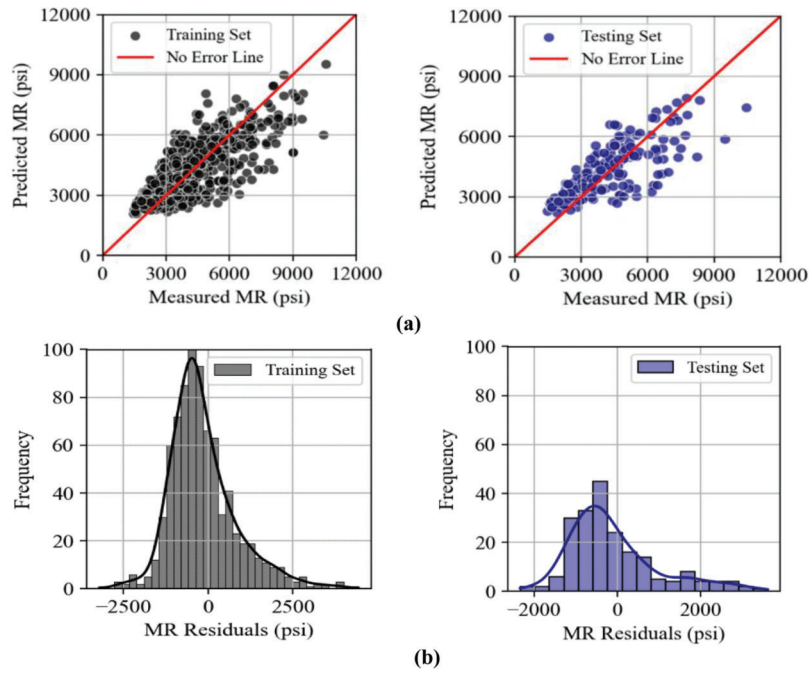 Training Set
No Error Line
12000
9000
6000
3000
0
0 3000 6000 9000 12000
Predicted MR (psi)
Measured MR (psi)
Testing Set
No Error Line
12000
9000
6000
3000
0
0 3000 6000 9000 12000
Predicted MR (psi)
Measured MR (psi)
(a)
Training Set
100
80
60
40
20
0
−2500 0 2500
Frequency
MR Residuals (psi)
Testing Set
100
80
60
40
20
0
−2000 0 2000
Frequency
MR Residuals (psi)
(b)